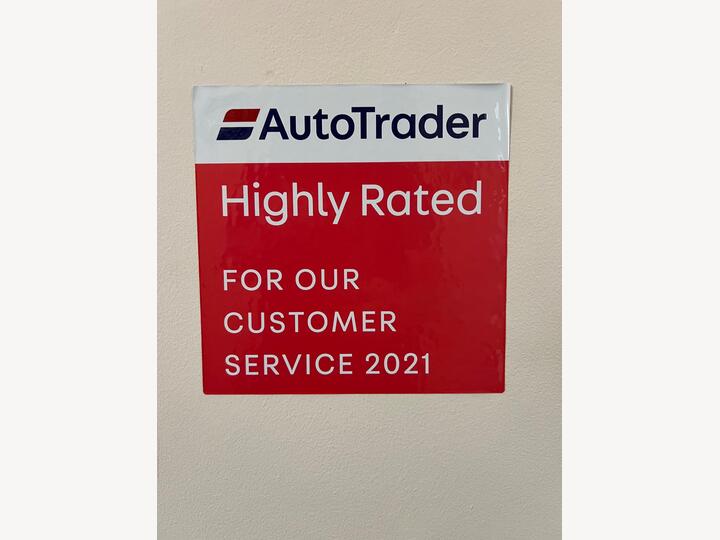 AutoTrader
Highly Rated
FOR OUR
CUSTOMER
SERVICE 2021